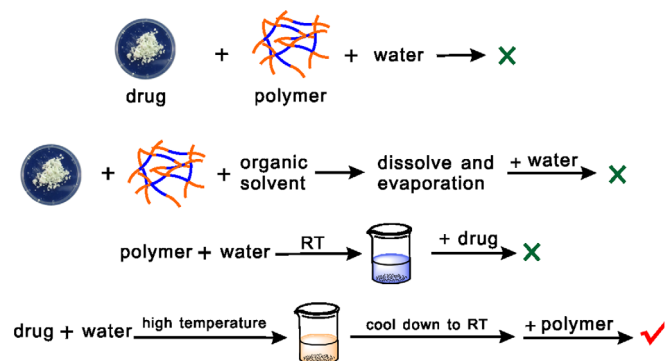 + + water
drug polymer
+ + organic solvent dissolve and evaporation + water
polymer + water RT + drug
drug + water high temperature cool down to RT + polymer